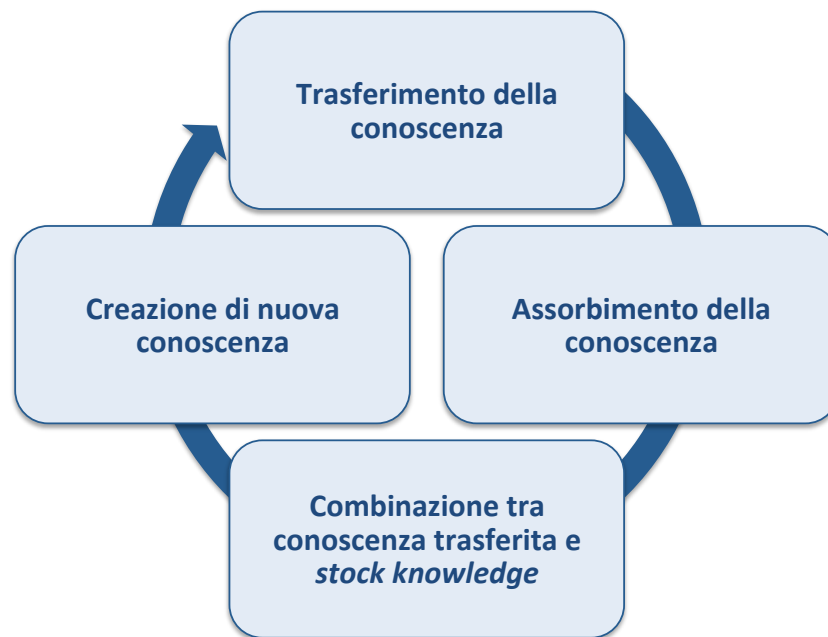 Trasferimento della
conoscenza
Creazione di nuova
conoscenza
Assorbimento della
conoscenza
Combinazione tra
conoscenza trasferita e
stock knowledge